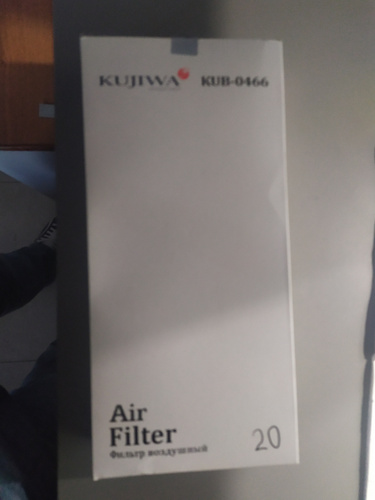 KUJIWA KUB-0466
Air
Filter
Фильтр воздушный
20